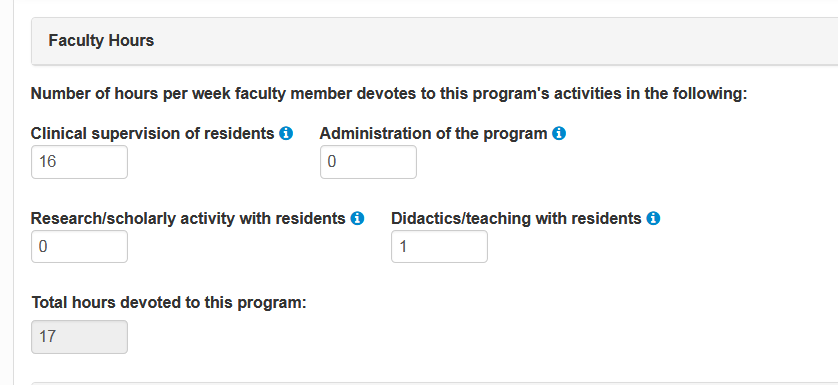 Faculty Hours
Number of hours per week faculty member devotes to this program's activities in the following:
Clinical supervision of residents Administration of the program
16 0
Research/scholarly activity with residents Didactics/teaching with residents
0 1
Total hours devoted to this program:
17